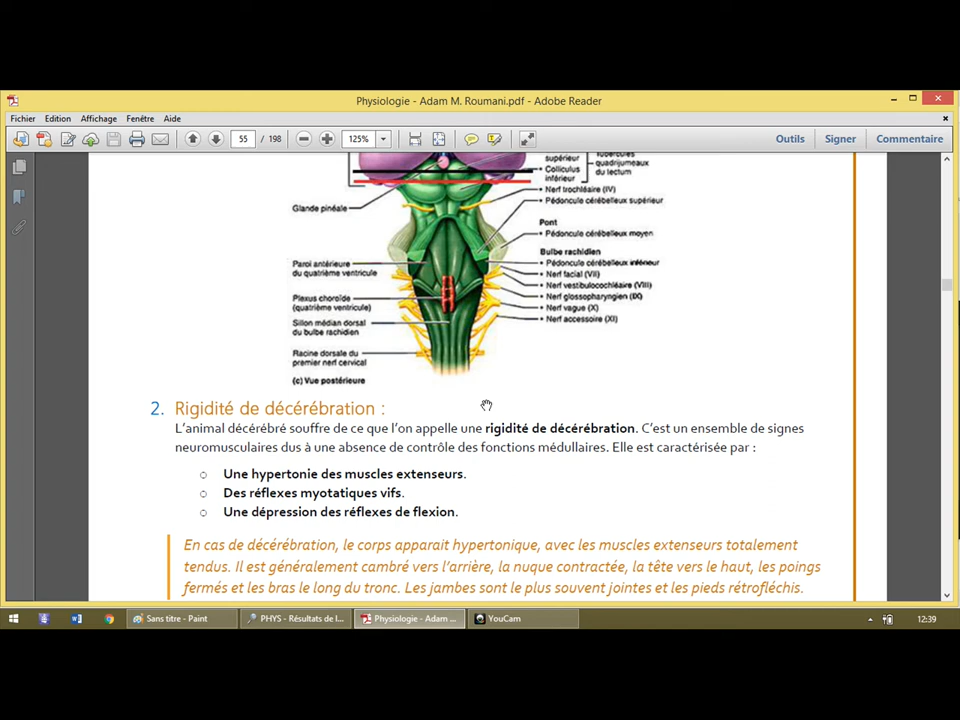 Physiologie - Adam M. Roumani.pdf - Adobe Reader
Fichier Edition Affichage Fenêtre Aide
55 / 198 125% Outils Signer Commentaire
supérieur
Colliculus
inférieur
Tubercules
quadrijumeaux
du tectum
Nerf trochléaire (IV)
Pédoncule cérébelleux supérieur
Glande pinéale
Pont
Pédoncule cérébelleux moyen
Bulbe rachidien
Pédoncule cérébelleux inférieur
Paroi antérieure
du quatrième ventricule
Nerf facial (VII)
Nerf vestibulocochléaire (VIII)
Plexus choroïde
(quatrième ventricule)
Nerf glossopharyngien (IX)
Nerf vague (X)
Nerf accessoire (XI)
Sillon médian dorsal
du bulbe rachidien
Racine dorsale du
premier nerf cervical
(c) Vue postérieure
2. Rigidité de décérébration :
L'animal décérébré souffre de ce que l'on appelle une rigidité de décérébration. C'est un ensemble de signes
neuromusculaires dus à une absence de contrôle des fonctions médullaires. Elle est caractérisée par :
○ Une hypertonie des muscles extenseurs.
○ Des réflexes myotatiques vifs.
○ Une dépression des réflexes de flexion.
En cas de décérébration, le corps apparait hypertonique, avec les muscles extenseurs totalement
tendus. Il est généralement cambré vers l'arrière, la nuque contractée, la tête vers le haut, les poings
fermés et les bras le long du tronc. Les jambes sont le plus souvent jointes et les pieds rétrofléchis.
Sans titre - Paint PHYS - Résultats de l... Physiologie - Adam ... YouCam 12:39